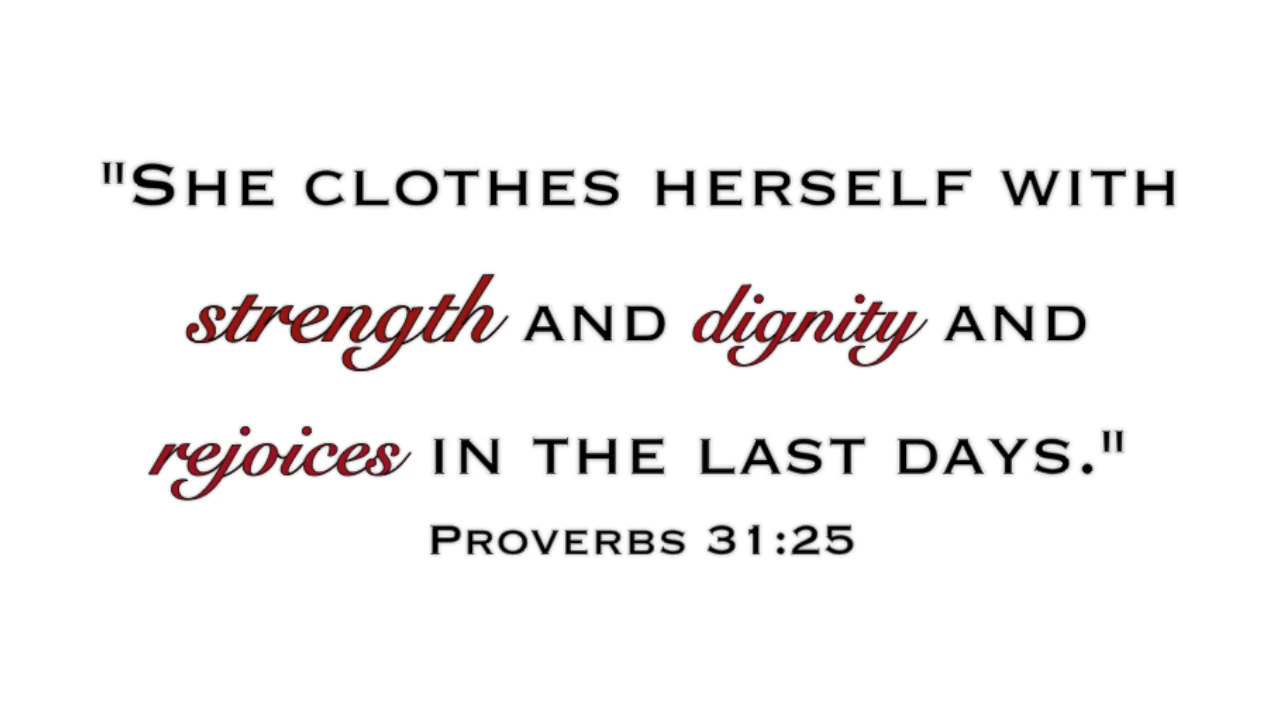 "She clothes herself with
strength and dignity and
rejoices in the last days."
Proverbs 31:25